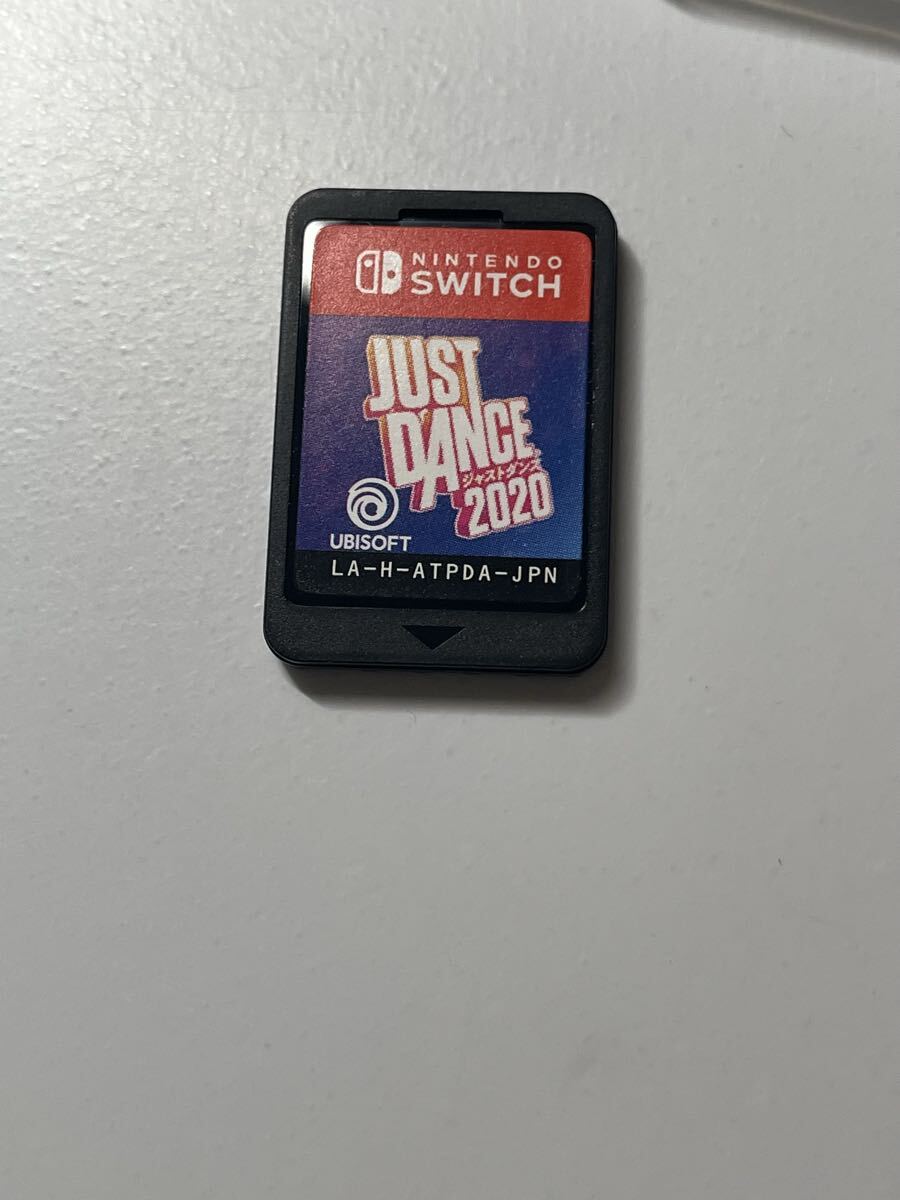 NINTENDO
SWITCH
JUST
DANCE
ジャストダンス
2020
UBISOFT
LA-H-ATPDA-JPN